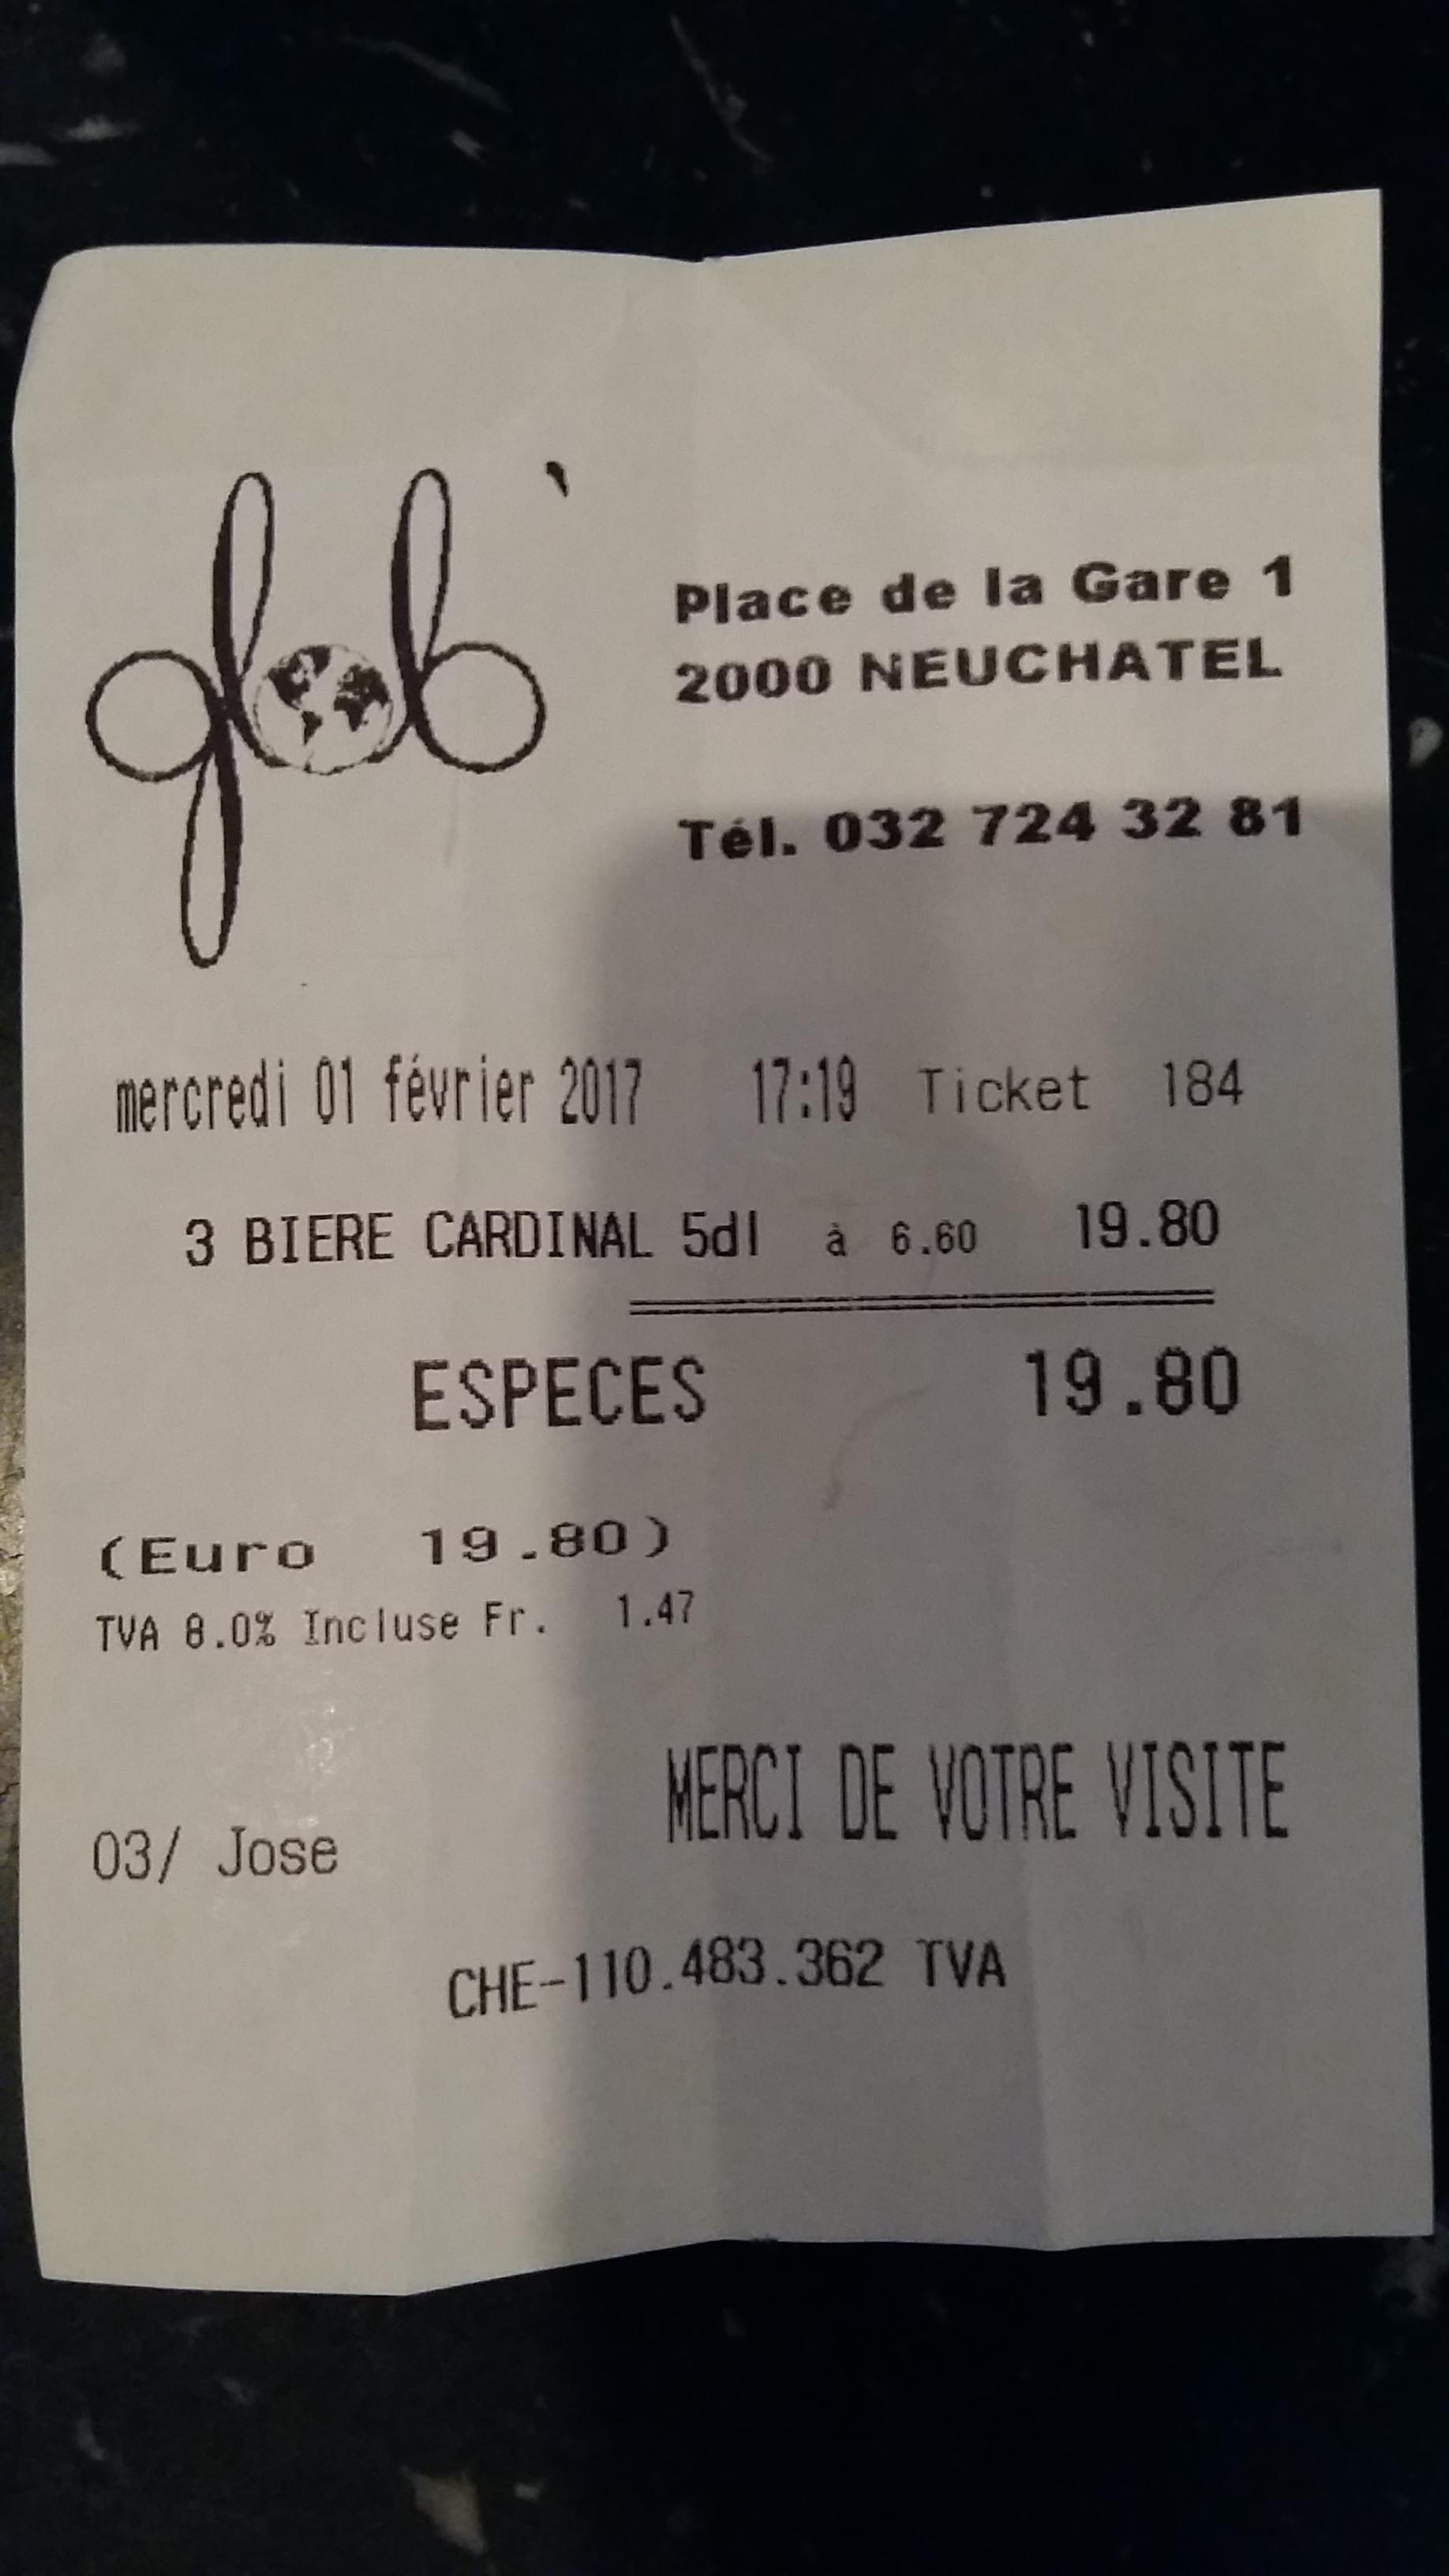 glob'
Place de la Gare 1
2000 NEUCHATEL
Tél. 032 724 32 81
mercredi 01 février 2017 17:19 Ticket 184
3 BIERE CARDINAL 5dl à 6.60 19.80
ESPECES 19.80
(Euro 19.80)
TVA 8.0% Incluse Fr. 1.47
MERCI DE VOTRE VISITE
03/ Jose
CHE-110.483.362 TVA